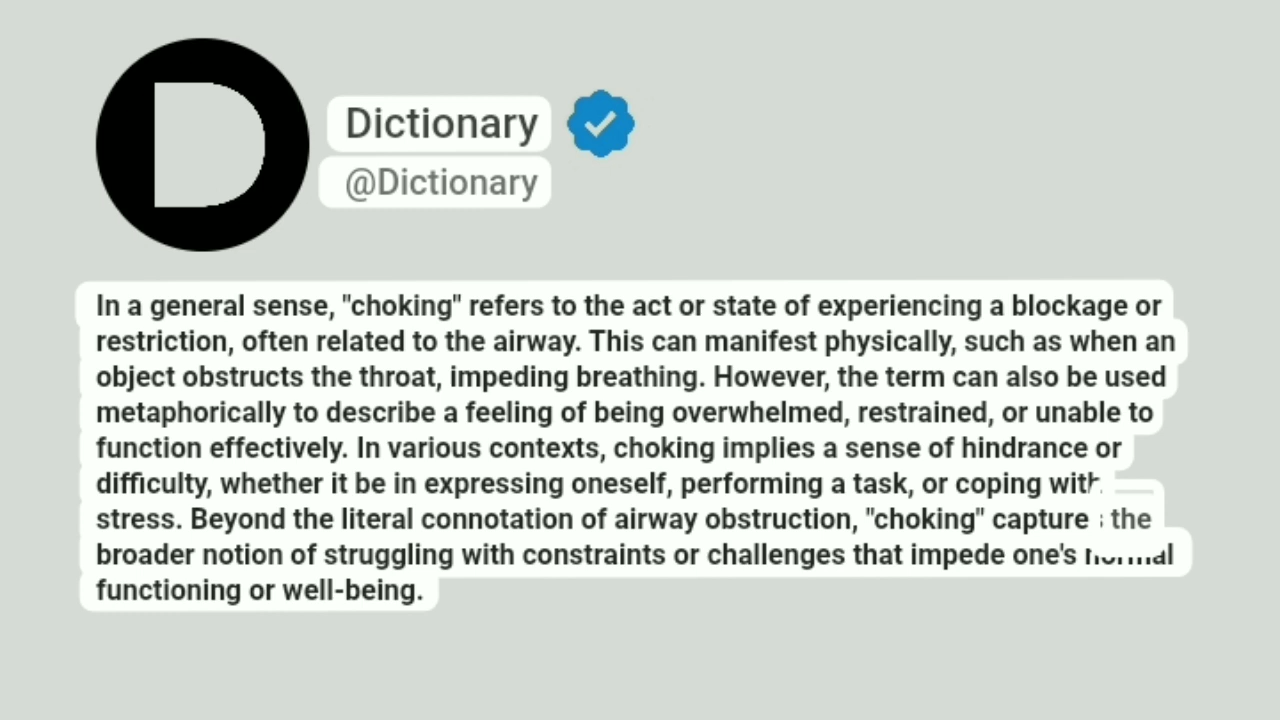 Dictionary
@Dictionary
In a general sense, "choking" refers to the act or state of experiencing a blockage or
restriction, often related to the airway. This can manifest physically, such as when an
object obstructs the throat, impeding breathing. However, the term can also be used
metaphorically to describe a feeling of being overwhelmed, restrained, or unable to
function effectively. In various contexts, choking implies a sense of hindrance or
difficulty, whether it be in expressing oneself, performing a task, or coping with
stress. Beyond the literal connotation of airway obstruction, "choking" captures the
broader notion of struggling with constraints or challenges that impede one's normal
functioning or well-being.